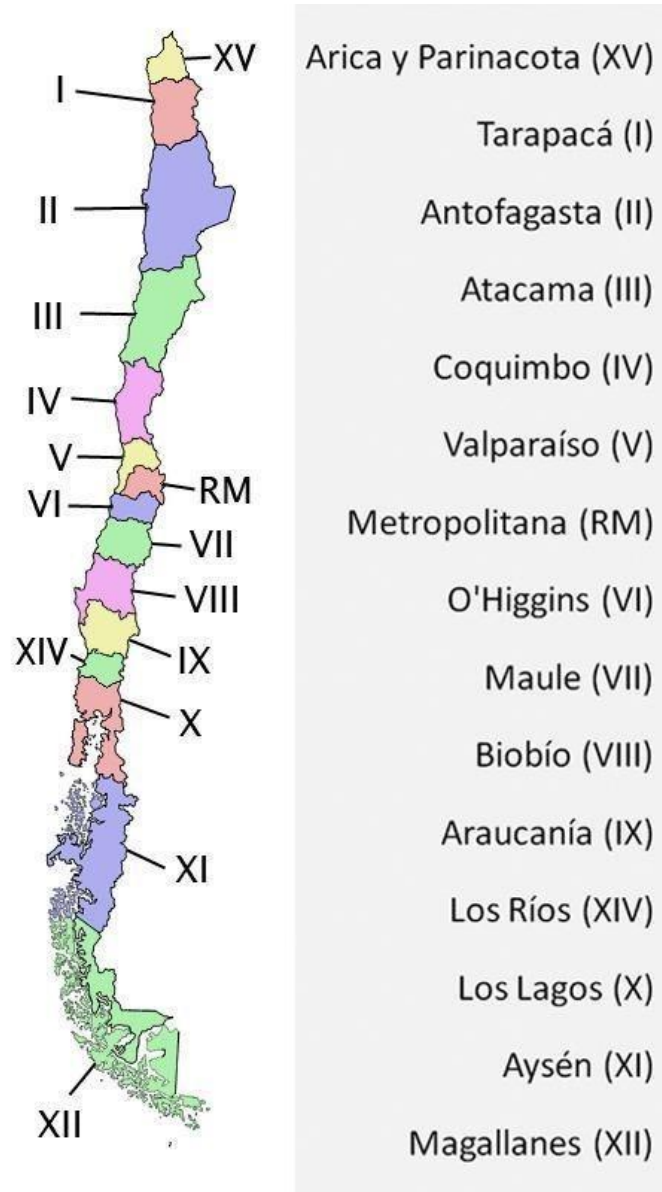 XV
I
II
III
IV
V
RM
VI
VII
VIII
XIV
IX
X
XI
XII
Arica y Parinacota (XV)
Tarapacá (I)
Antofagasta (II)
Atacama (III)
Coquimbo (IV)
Valparaíso (V)
Metropolitana (RM)
O'Higgins (VI)
Maule (VII)
Biobío (VIII)
Araucanía (IX)
Los Ríos (XIV)
Los Lagos (X)
Aysén (XI)
Magallanes (XII)